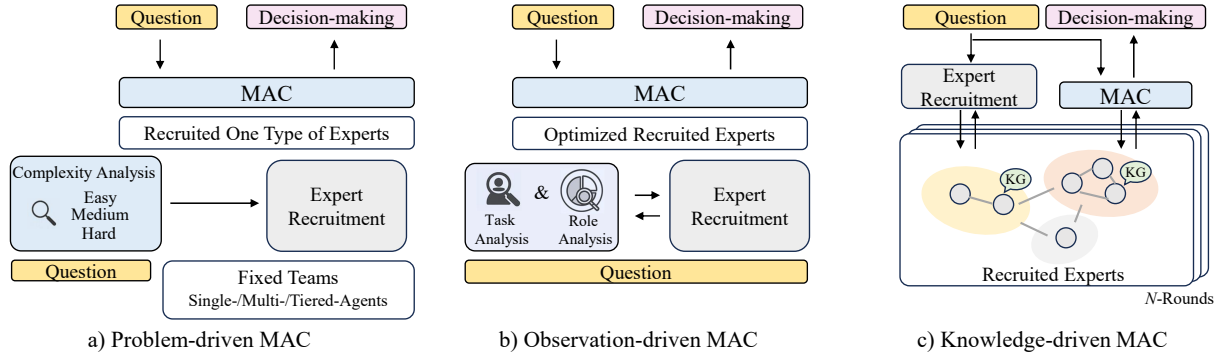 Question
Decision-making
MAC
Recruited One Type of Experts
Complexity Analysis
Easy
Medium
Hard
Expert
Recruitment
Question
Fixed Teams
Single-/Multi-/Tiered-Agents
a) Problem-driven MAC
Question
Decision-making
MAC
Optimized Recruited Experts
&
Task
Analysis
Role
Analysis
Expert
Recruitment
Question
b) Observation-driven MAC
Question
Decision-making
Expert
Recruitment
MAC
KG
KG
Recruited Experts
N-Rounds
c) Knowledge-driven MAC